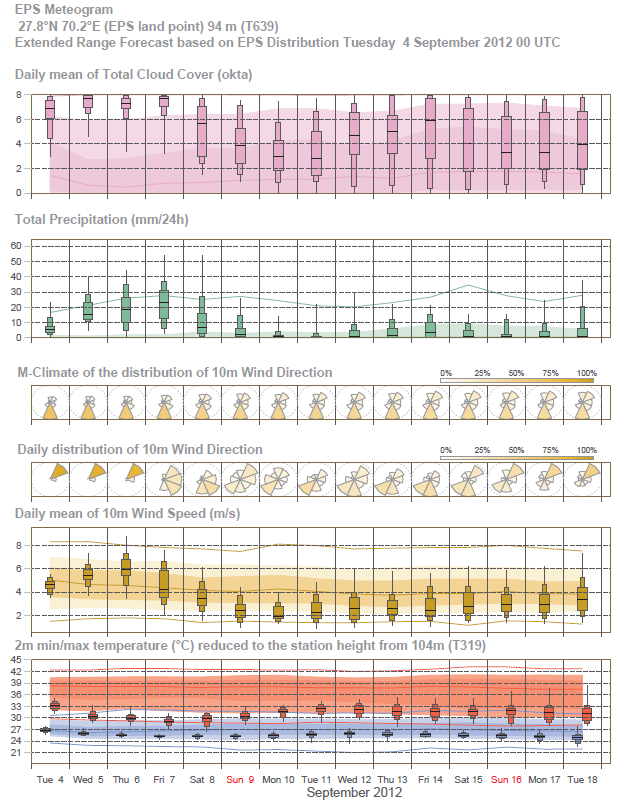 EPS Meteogram
27.8°N 70.2°E (EPS land point) 94 m (T639)
Extended Range Forecast based on EPS Distribution Tuesday 4 September 2012 00 UTC
Daily mean of Total Cloud Cover (okta)
8
6
4
2
0
Total Precipitation (mm/24h)
60
50
40
30
20
10
0
M-Climate of the distribution of 10m Wind Direction
0% 25% 50% 75% 100%
Daily distribution of 10m Wind Direction
0% 25% 50% 75% 100%
Daily mean of 10m Wind Speed (m/s)
8
6
4
2
2m min/max temperature (°C) reduced to the station height from 104m (T319)
45
42
39
36
33
30
27
24
21
Tue 4 Wed 5 Thu 6 Fri 7 Sat 8 Sun 9 Mon 10 Tue 11 Wed 12 Thu 13 Fri 14 Sat 15 Sun 16 Mon 17 Tue 18
September 2012